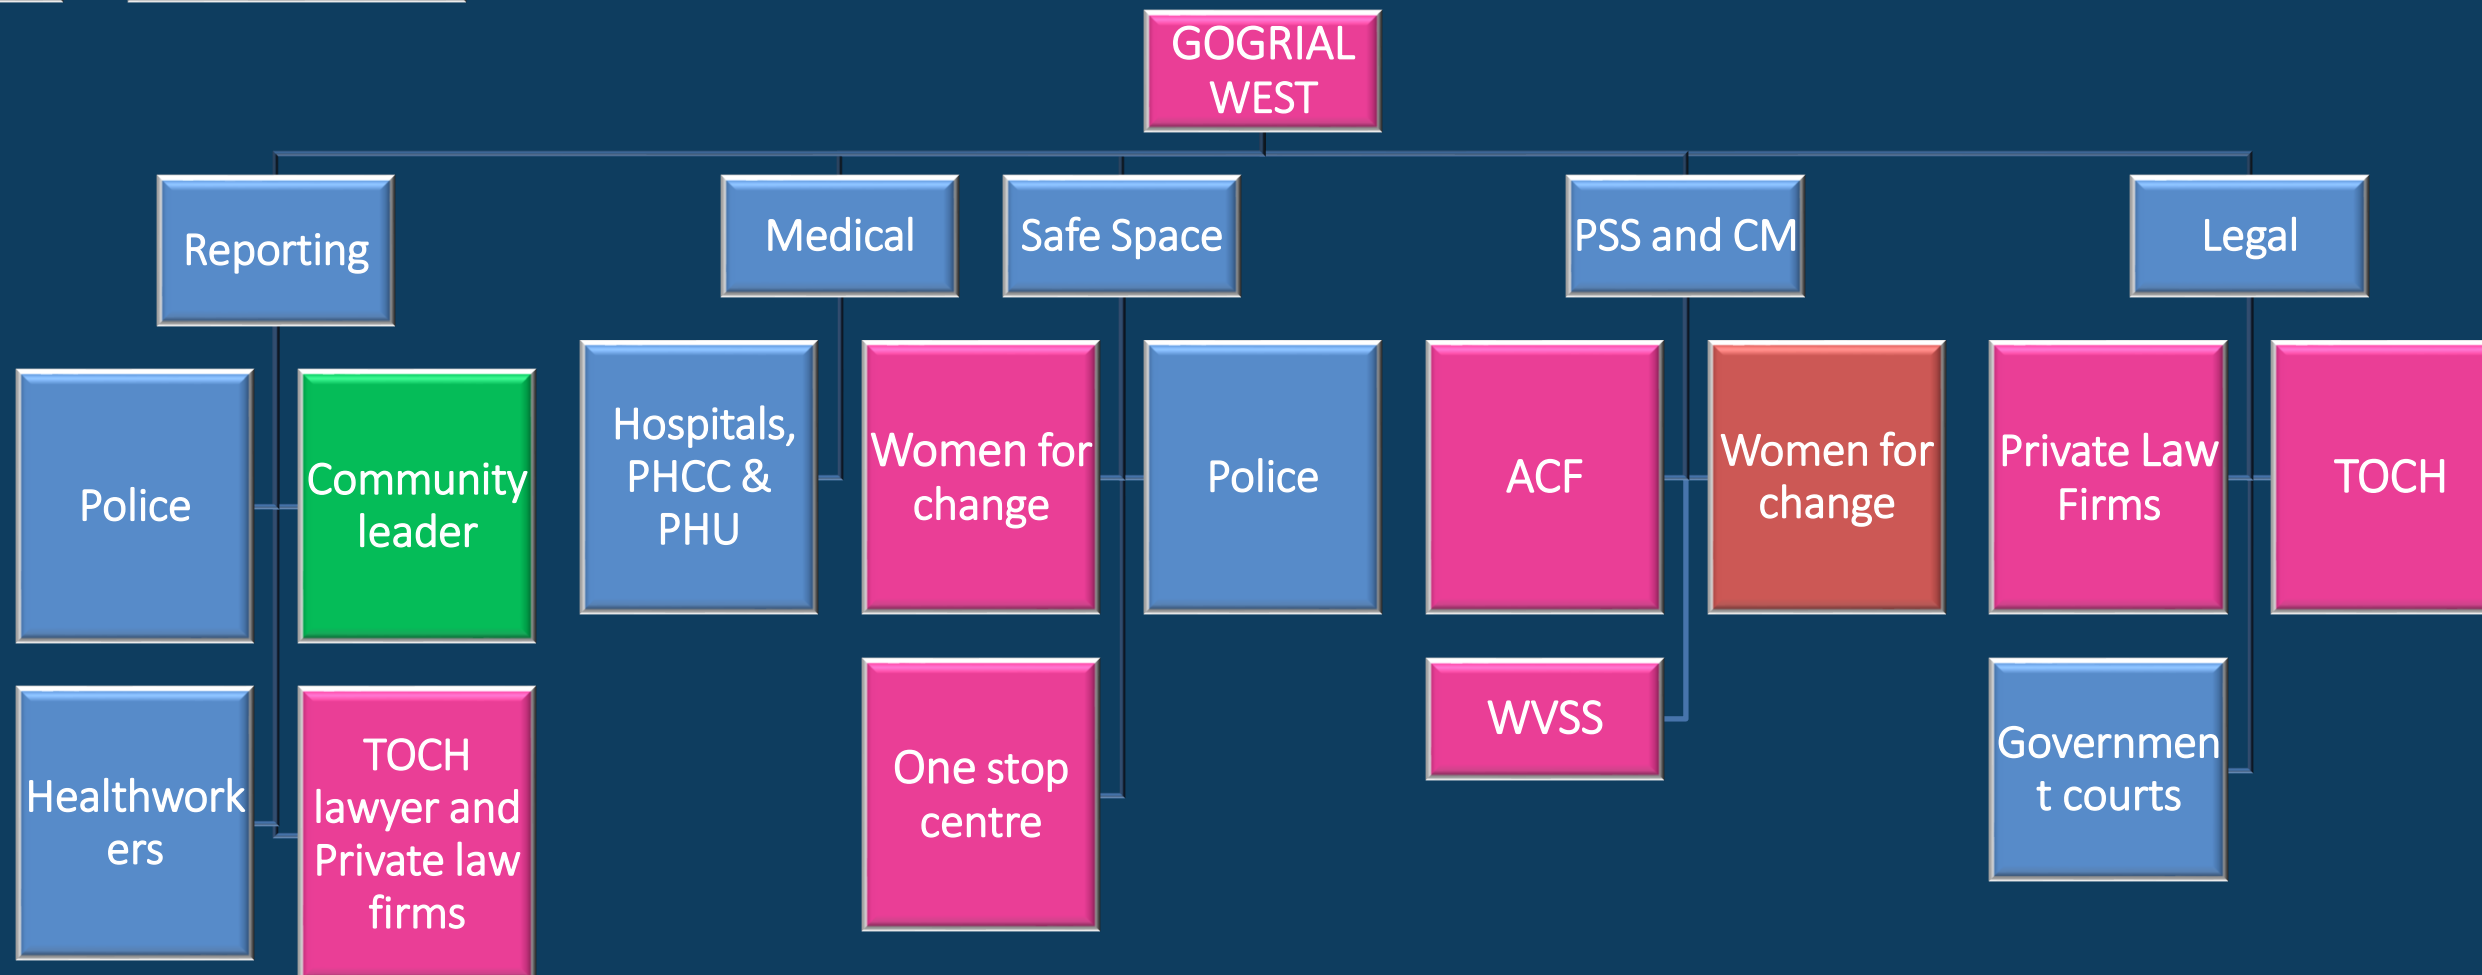 GOGRIAL
WEST
Reporting
Medical
Safe Space
PSS and CM
Legal
Police
Community
leader
Healthwork
ers
TOCH
lawyer and
Private law
firms
Hospitals,
PHCC &
PHU
Women for
change
Police
One stop
centre
ACF
Women for
change
WVSS
Private Law
Firms
TOCH
Governmen
t courts